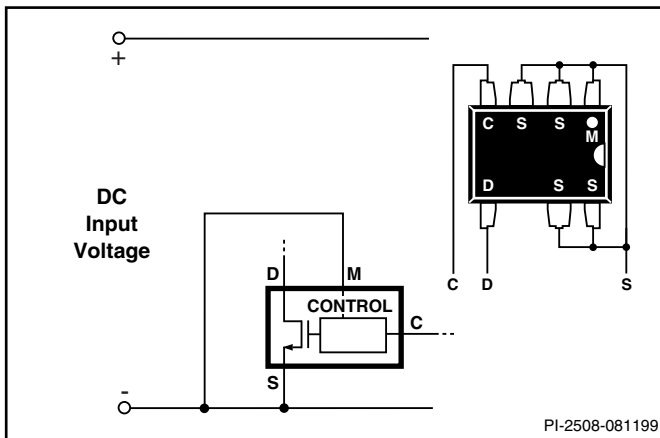 +
C S S
M
D S S
DC
Input
Voltage
C D S
D M
CONTROL
C
S
-
PI-2508-081199